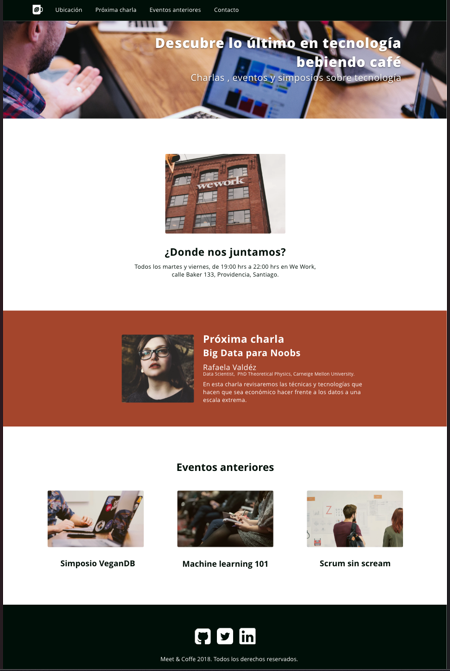 Ubicación Próxima charla Eventos anteriores Contacto
Descubre lo último en tecnología
bebiendo café
Charlas , eventos y simposios sobre tecnología
wework
¿Donde nos juntamos?
Todos los martes y viernes, de 19:00 hrs a 22:00 hrs en We Work,
calle Baker 133, Providencia, Santiago.
Próxima charla
Big Data para Noobs
Rafaela Valdéz
Data Scientist, PhD Theoretical Physics, Carneige Mellon University.
En esta charla revisaremos las técnicas y tecnologías que
hacen que sea económico hacer frente a los datos a una
escala extrema.
Eventos anteriores
Simposio VeganDB
Machine learning 101
Scrum sin scream
in
Meet & Coffe 2018. Todos los derechos reservados.